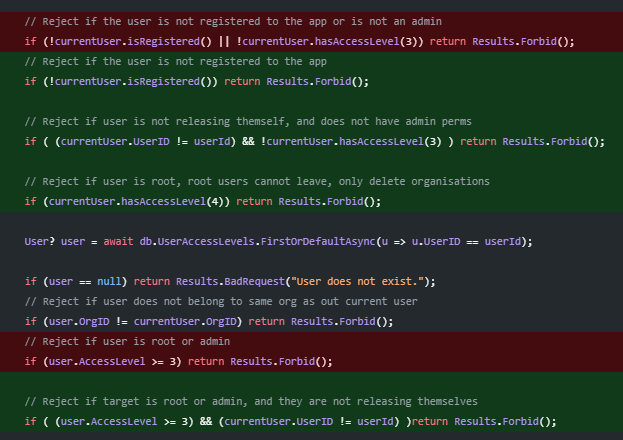 // Reject if the user is not registered to the app or is not an admin
if (!currentUser.isRegistered() || !currentUser.hasAccessLevel(3)) return Results.Forbid();
// Reject if the user is not registered to the app
if (!currentUser.isRegistered()) return Results.Forbid();
// Reject if user is not releasing themself, and does not have admin perms
if ( (currentUser.UserID != userId) && !currentUser.hasAccessLevel(3) ) return Results.Forbid();
// Reject if user is root, root users cannot leave, only delete organisations
if (currentUser.hasAccessLevel(4)) return Results.Forbid();
User? user = await db.UserAccessLevels.FirstOrDefaultAsync(u => u.UserID == userId);
if (user == null) return Results.BadRequest("User does not exist.");
// Reject if user does not belong to same org as out current user
if (user.OrgID != currentUser.OrgID) return Results.Forbid();
// Reject if user is root or admin
if (user.AccessLevel >= 3) return Results.Forbid();
// Reject if target is root or admin, and they are not releasing themselves
if ( (user.AccessLevel >= 3) && (currentUser.UserID != userId) )return Results.Forbid();